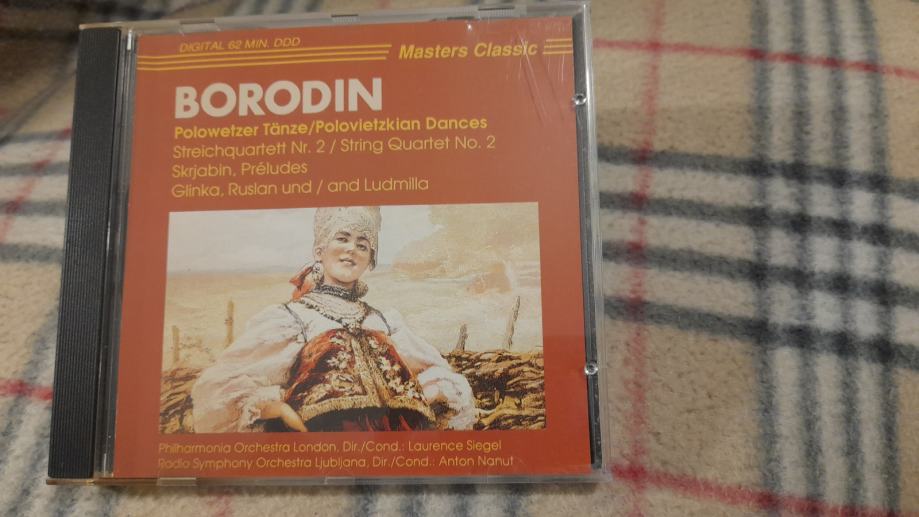 DIGITAL 62 MIN. DDD
Masters Classic
BORODIN
Polowetzer Tänze/Polovietzkian Dances
Streichquartett Nr. 2 / String Quartet No. 2
Skrjabin, Préludes
Glinka, Ruslan und / and Ludmilla
Philharmonia Orchestra London, Dir./Cond.: Laurence Siegel
Radio Symphony Orchestra Ljubljana, Dir./Cond.: Anton Nanut